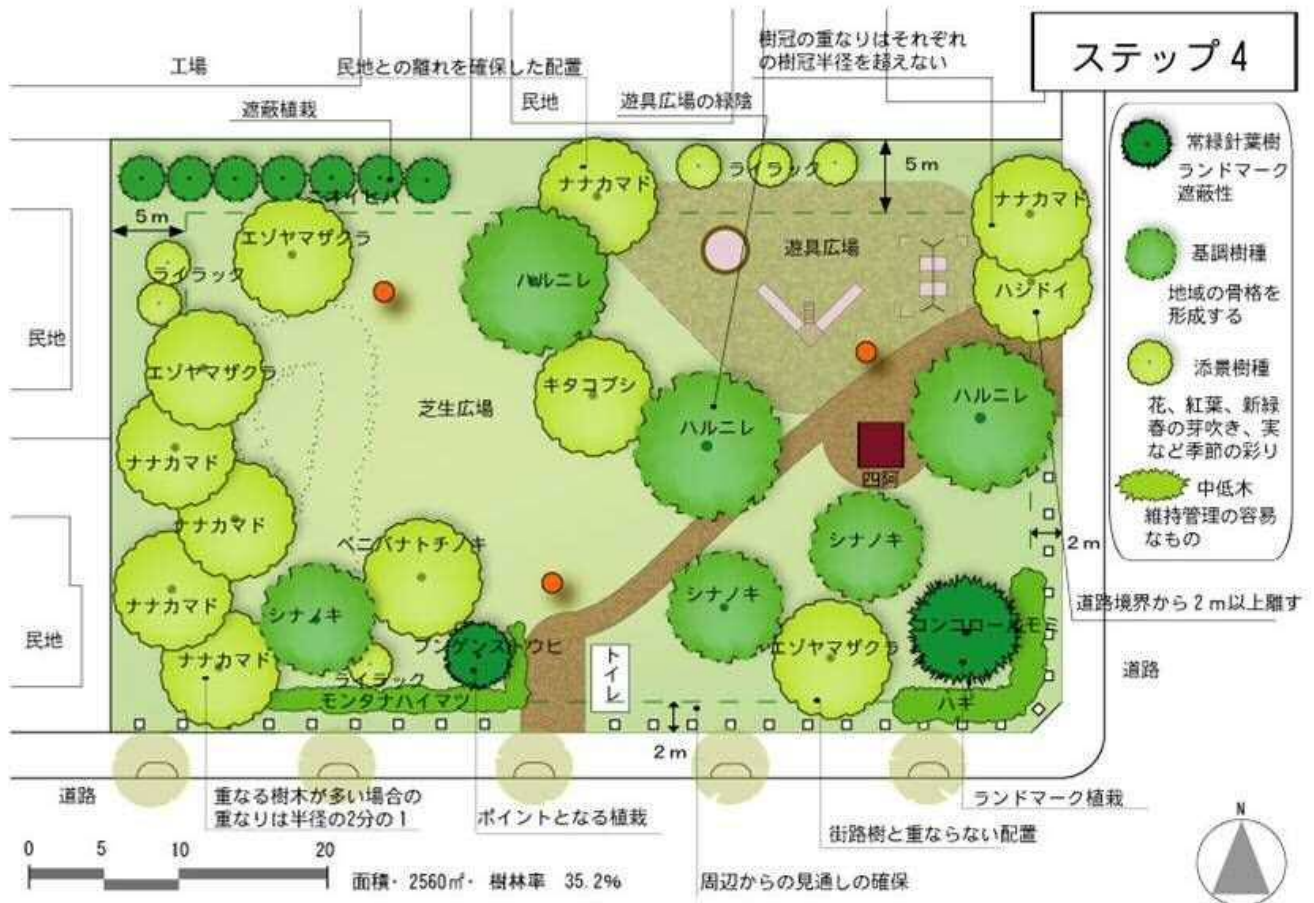 ステップ4
工場
民地との離れを確保した配置
樹冠の重なりはそれぞれ
の樹冠半径を超えない
遮蔽植栽
民地
遊具広場の緑陰
常緑針葉樹
ランドマーク
遮蔽性
基調樹種
地域の骨格を
形成する
添景樹種
花、紅葉、新緑
春の芽吹き、実
など季節の彩り
中低木
維持管理の容易
なもの
ナナカマド
ライラック
5m
ナナカマド
ニオイヒバ
5m
エゾヤマザクラ
ライラック
ハルニレ
遊具広場
ハシドイ
民地
エゾヤマザクラ
キタコブシ
芝生広場
ハルニレ
ハルニレ
ナナカマド
四阿
ナナカマド
ベニバナトチノキ
シナノキ
2m
ナナカマド
シナノキ
シナノキ
道路境界から2m以上離す
コンコロールモミ
民地
ナナカマド
プンゲンストウヒ
エゾヤマザクラ
トイレ
ライラック
モンタナハイマツ
ハギ
道路
2m
道路
重なる樹木が多い場合の
重なりは半径の2分の1
ポイントとなる植栽
ランドマーク植栽
街路樹と重ならない配置
周辺からの見通しの確保
N
0 5 10 20
面積・2560㎡・ 樹林率 35.2%